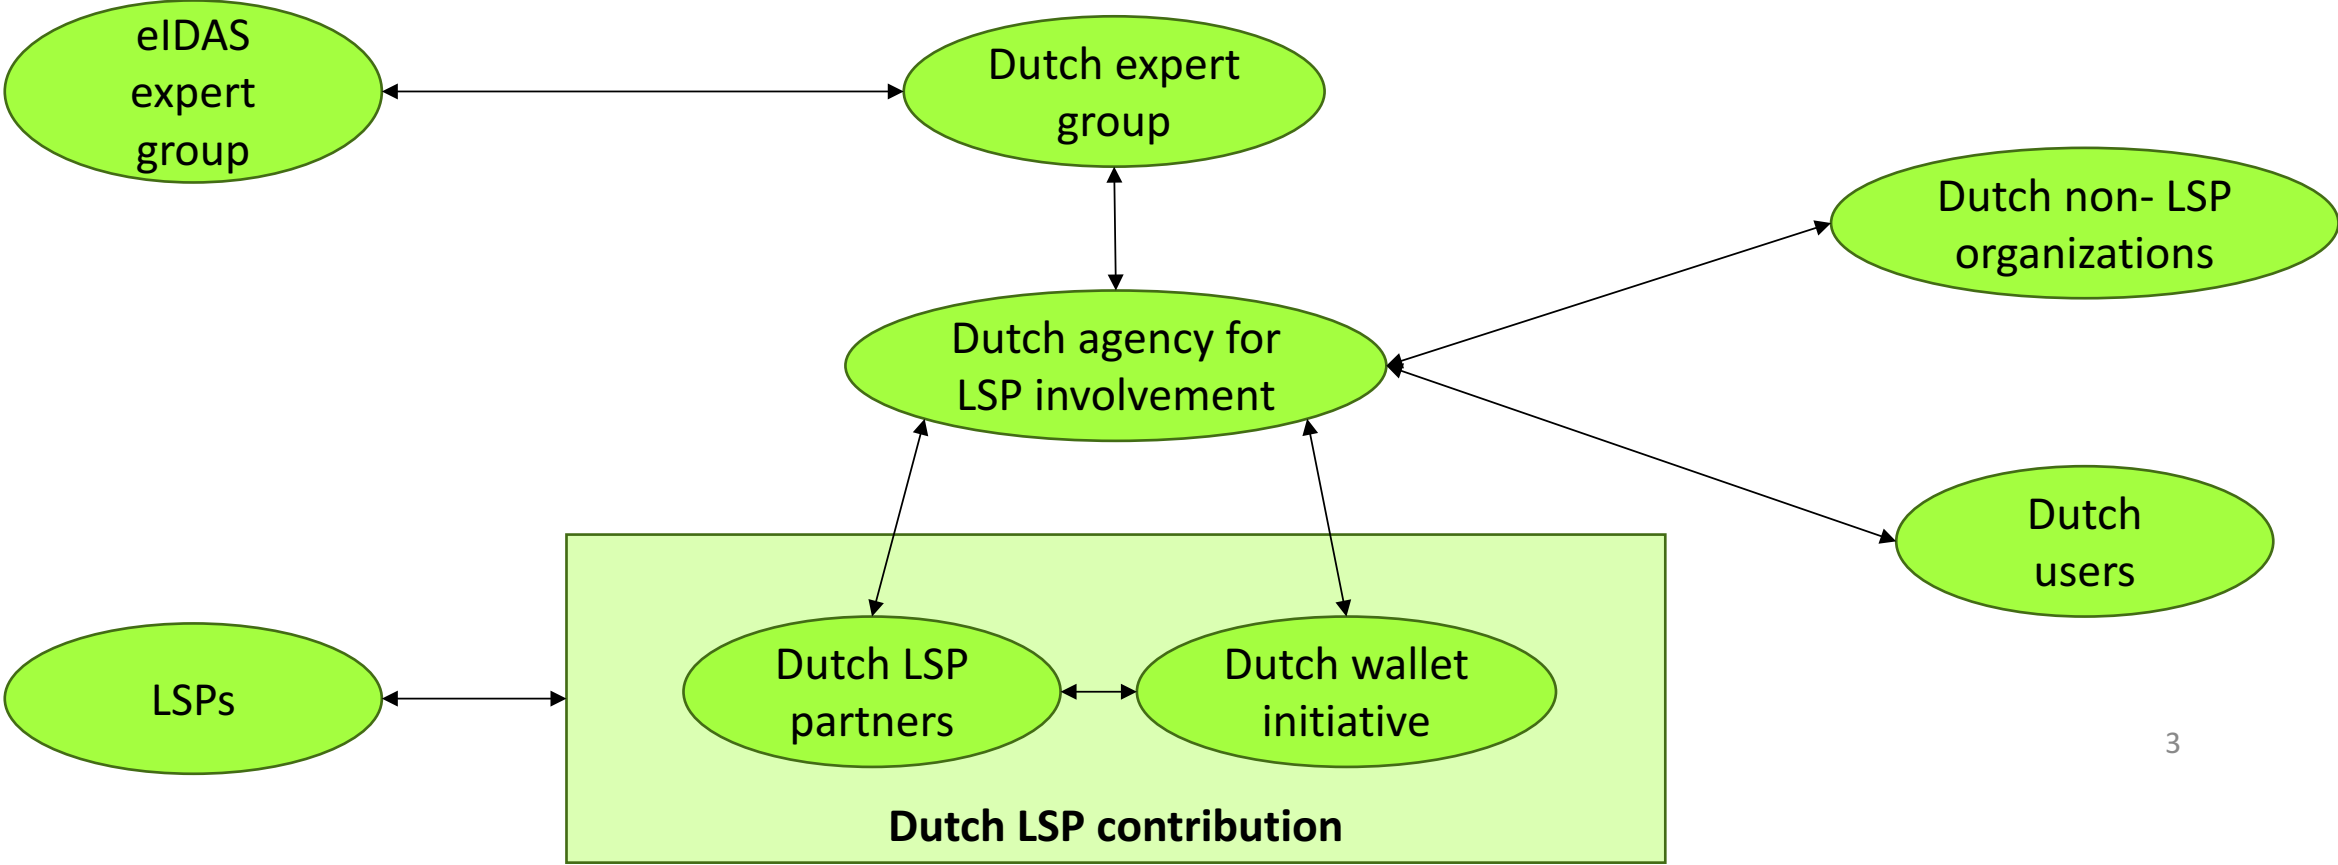 eIDAS
expert
group
Dutch expert
group
Dutch non- LSP
organizations
Dutch agency for
LSP involvement
Dutch
users
LSPs
Dutch LSP
partners
Dutch wallet
initiative
3
Dutch LSP contribution